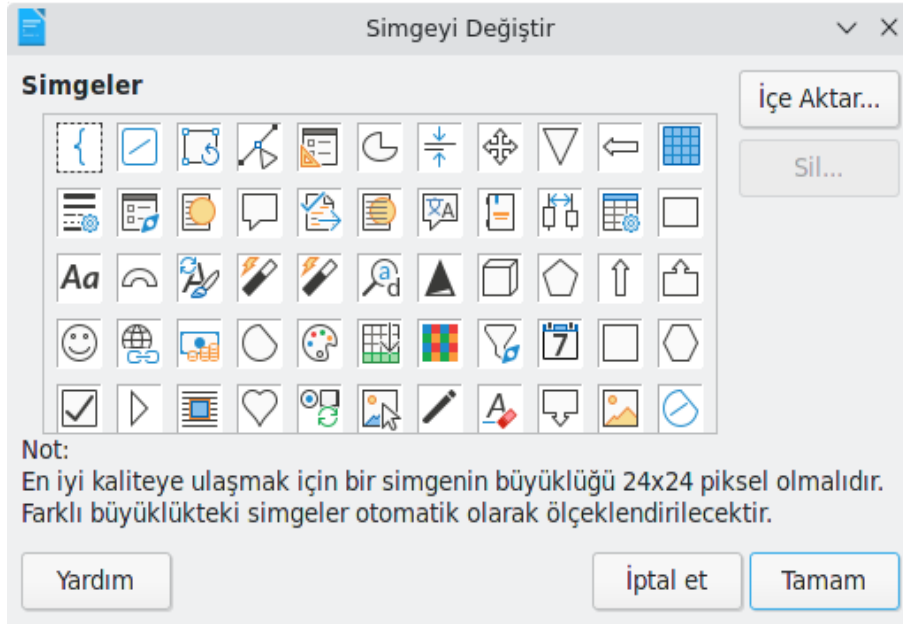 Simgeyi Değiştir
Simgeler
İçe Aktar...
Sil...
Aa
7
Not:
En iyi kaliteye ulaşmak için bir simgenin büyüklüğü 24x24 piksel olmalıdır.
Farklı büyüklükteki simgeler otomatik olarak ölçeklendirilecektir.
Yardım
İptal et
Tamam